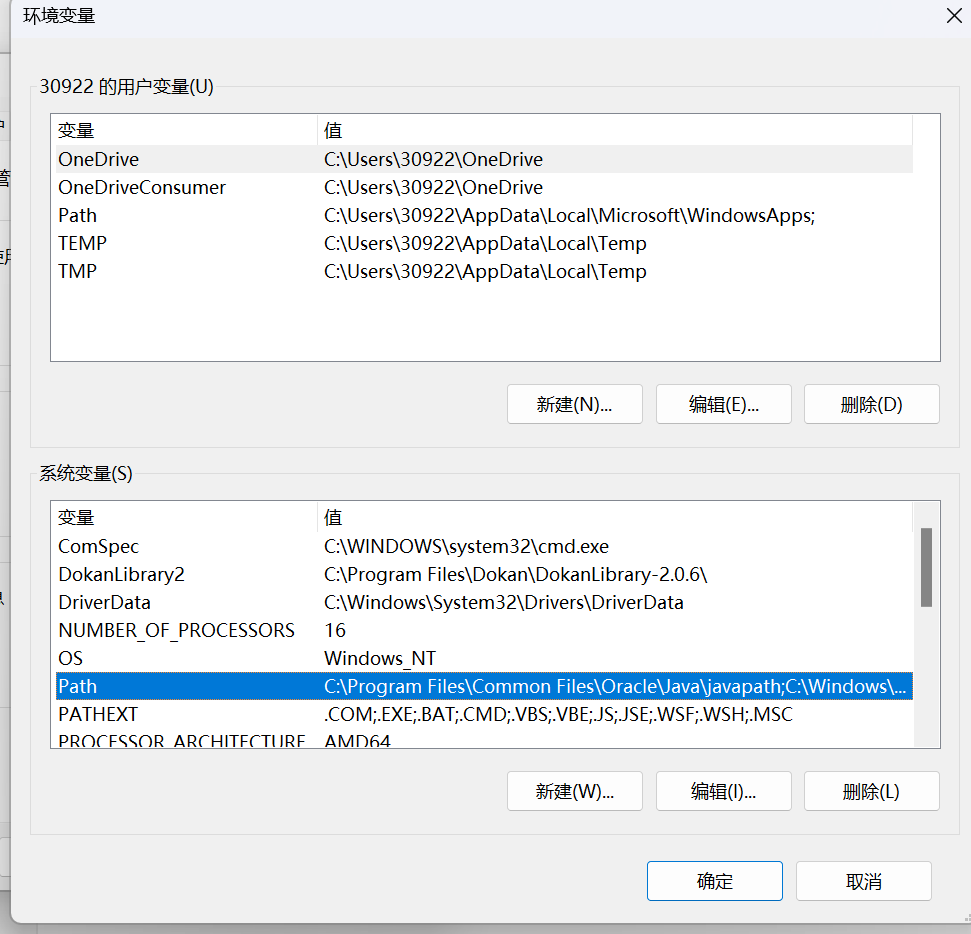 环境变量
30922 的用户变量(U)
变量 值
OneDrive C:\Users\30922\OneDrive
OneDriveConsumer C:\Users\30922\OneDrive
Path C:\Users\30922\AppData\Local\Microsoft\WindowsApps;
TEMP C:\Users\30922\AppData\Local\Temp
TMP C:\Users\30922\AppData\Local\Temp
新建(N)... 编辑(E)... 删除(D)
系统变量(S)
变量 值
ComSpec C:\WINDOWS\system32\cmd.exe
DokanLibrary2 C:\Program Files\Dokan\DokanLibrary-2.0.6\
DriverData C:\Windows\System32\Drivers\DriverData
NUMBER_OF_PROCESSORS 16
OS Windows_NT
Path C:\Program Files\Common Files\Oracle\Java\javapath;C:\Windows\...
PATHEXT .COM;.EXE;.BAT;.CMD;.VBS;.VBE;.JS;.JSE;.WSF;.WSH;.MSC
PROCESSOR_ARCHITECTURE AMD64
新建(W)... 编辑(I)... 删除(L)
确定 取消